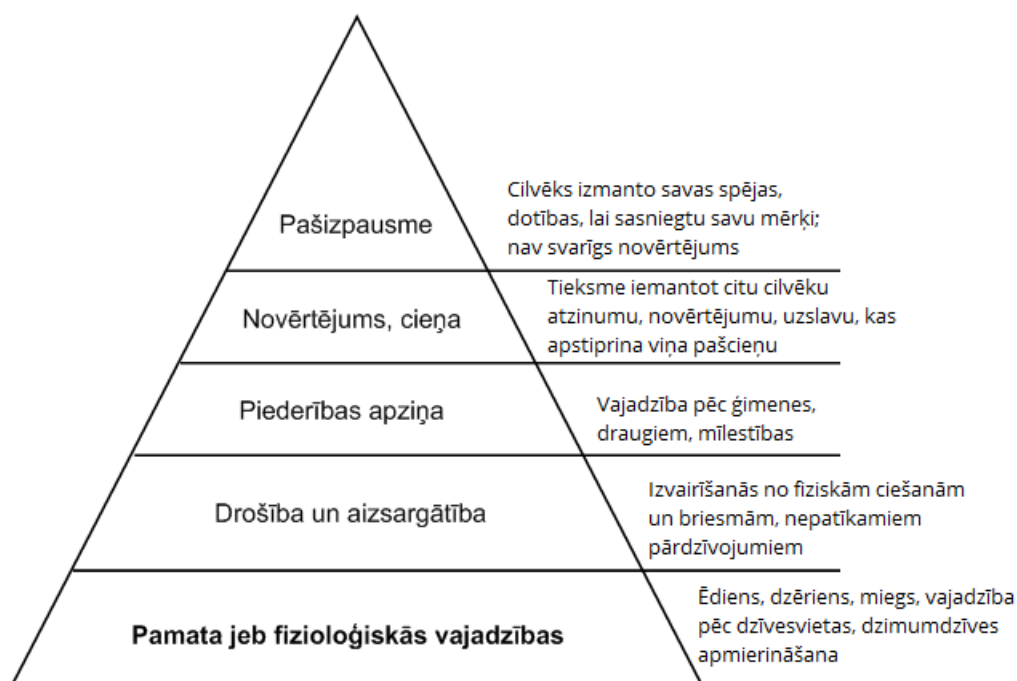 Pašizpausme
Cilvēks izmanto savas spējas,
dotības, lai sasniegtu savu mērķi;
nav svarīgs novērtējums
Novērtējums, cieņa
Tieksme iemantot citu cilvēku
atzinumu, novērtējumu, uzslavu, kas
apstiprina viņa pašcieņu
Piederības apziņa
Vajadzība pēc ģimenes,
draugiem, mīlestības
Drošība un aizsargātība
Izvairīšanās no fiziskām ciešanām
un briesmām, nepatīkamiem
pārdzīvojumiem
Pamata jeb fizioloģiskās vajadzības
Ēdiens, dzēriens, miegs, vajadzība
pēc dzīvesvietas, dzimumdzīves
apmierināšana